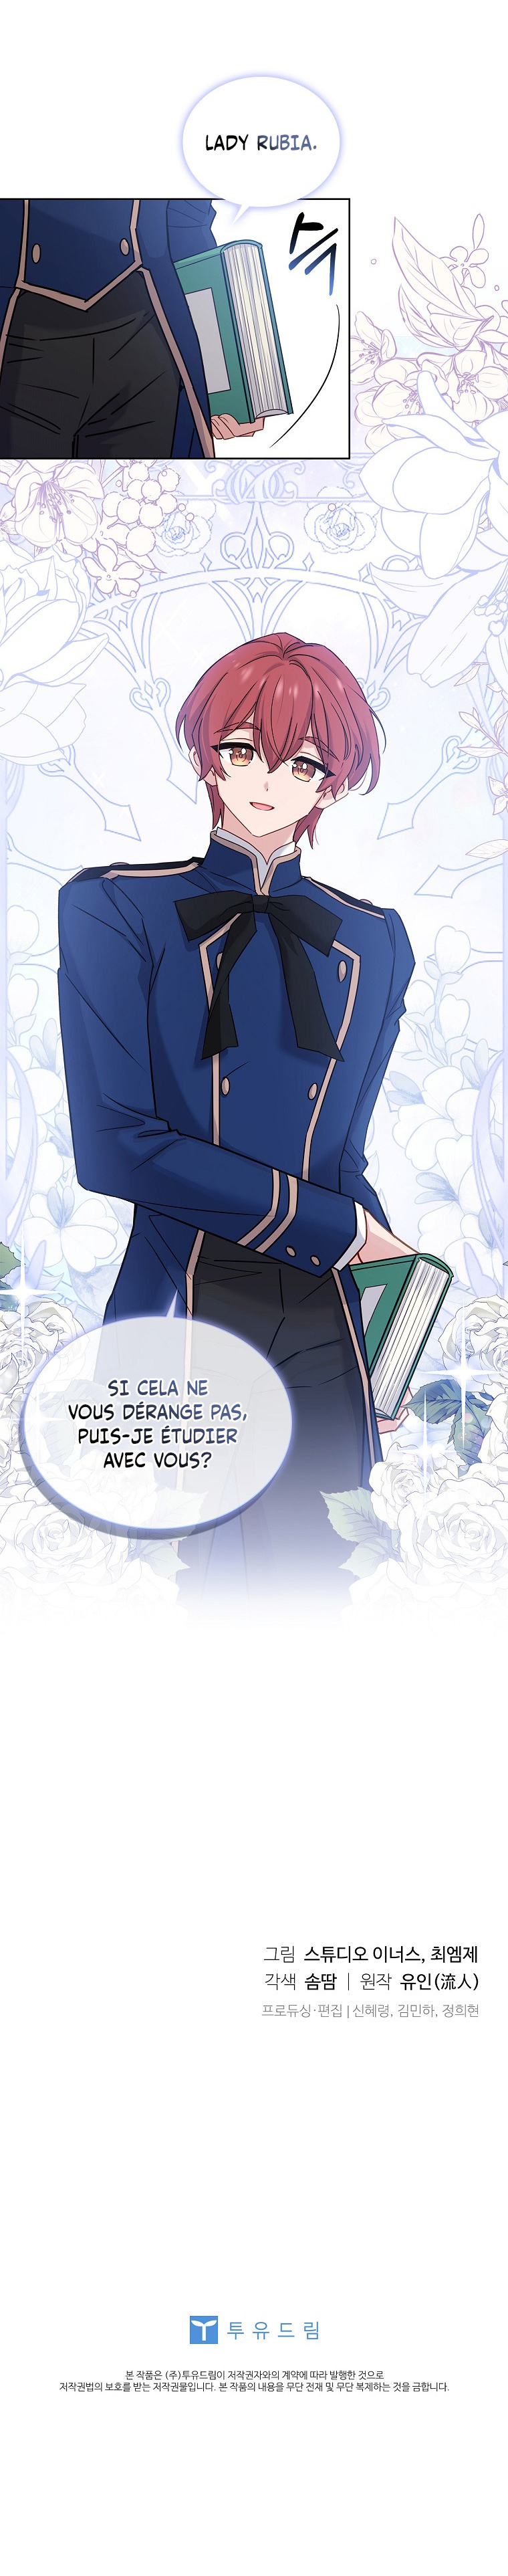 LADY RUBIA.
슥
SI CELA NE
VOUS DÉRANGE PAS,
PUIS-JE ÉTUDIER
AVEC VOUS?
그림 스튜디오 이너스, 최엠제
각색 솜땀 | 원작 유인(流人)
프로듀싱·편집 | 신혜령, 김민하, 정희현
투유드림
본 작품은 (주)투유드림이 저작권자와의 계약에 따라 발행한 것으로
저작권법의 보호를 받는 저작권물입니다. 본 작품의 내용을 무단 전재 및 무단 복제하는 것을 금합니다.